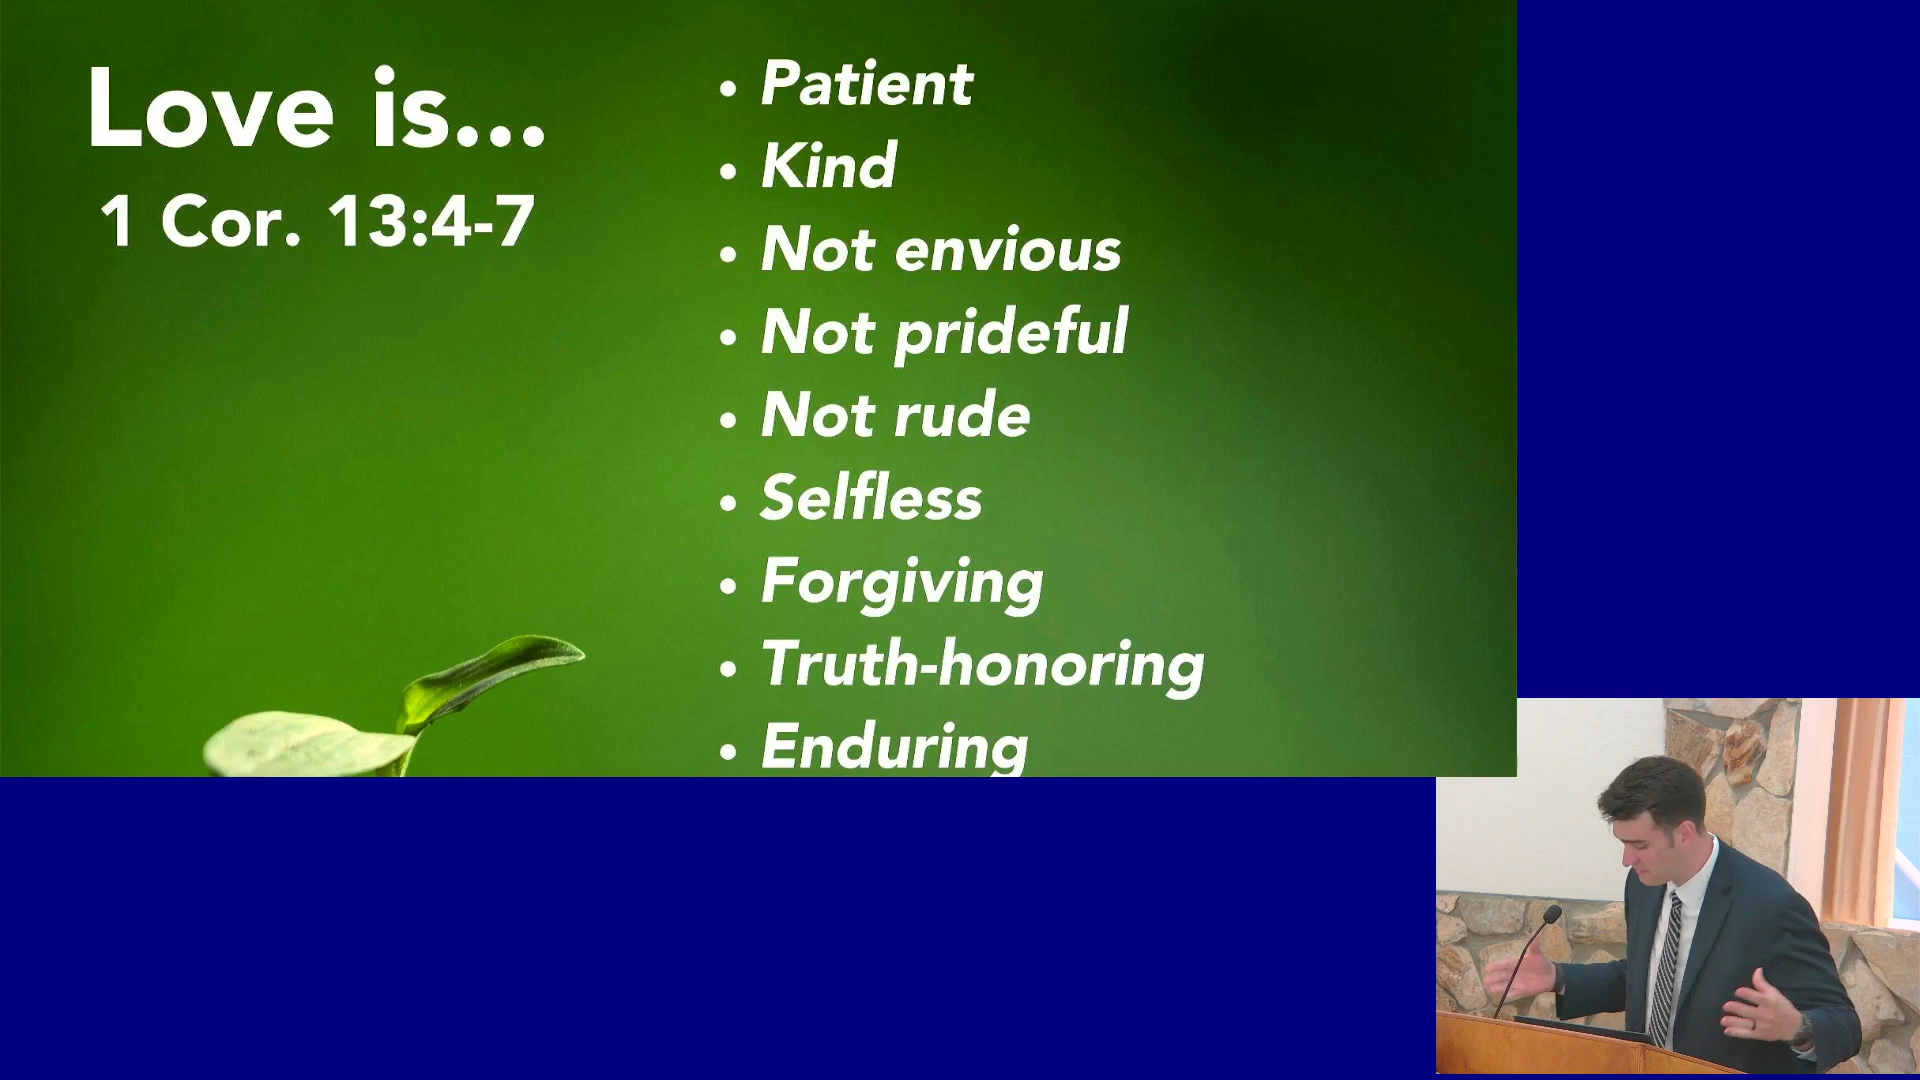 Love is...
1 Cor. 13:4-7
• Patient
• Kind
• Not envious
• Not prideful
• Not rude
• Selfless
• Forgiving
• Truth-honoring
• Enduring